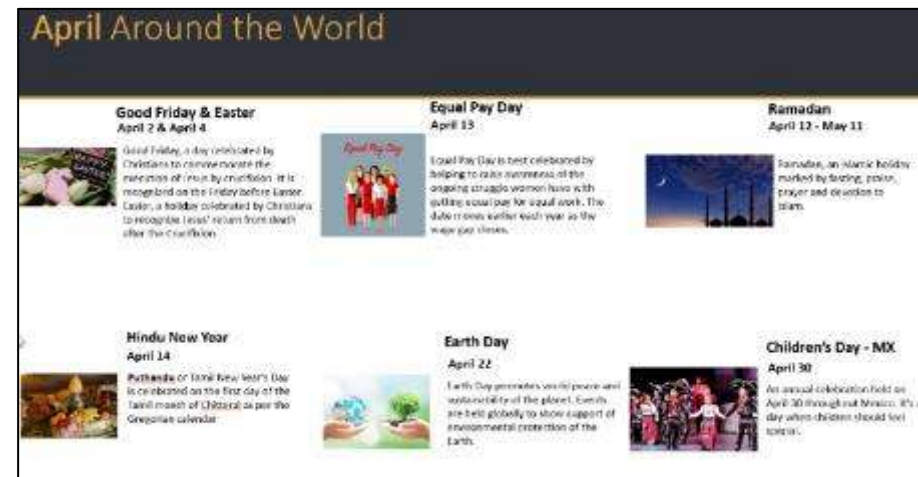 April Around the World
Good Friday & Easter
April 2 & April 4
Good Friday, a day celebrated by
Christians to commemorate the
execution of Jesus by crucifixion. It is
recognized on the Friday before Easter.
Easter, a holiday celebrated by Christians
to recognize Jesus' return from death
after the Crucifixion
Equal Pay Day
April 13
Equal Pay Day
Equal Pay Day is best celebrated by
helping to raise awareness of the
ongoing struggle women have with
getting equal pay for equal work. The
date moves earlier each year as the
wage gap closes.
Ramadan
April 12 - May 11
Ramadan, an Islamic holiday
marked by fasting, praise,
prayer and devotion to
Islam.
Hindu New Year
April 14
Puthandu or Tamil New Year's Day
is celebrated on the first day of the
Tamil month of Chittarai as per the
Gregorian calendar
Earth Day
April 22
Earth Day promotes world peace and
sustainability of the planet. Events
are held globally to show support of
environmental protection of the
Earth.
Children's Day - MX
April 30
An annual celebration held on
April 30 throughout Mexico. It's a
day when children should feel
special.